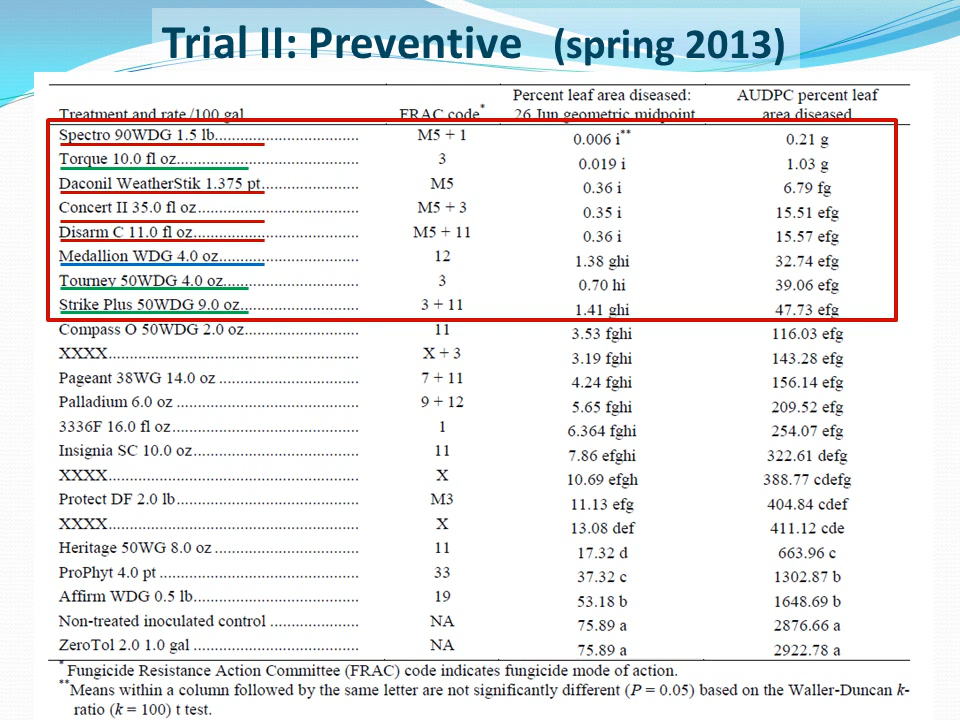 Trial II: Preventive (spring 2013)
Percent leaf area diseased: AUDPC percent leaf
Treatment and rate /100 gal FRAC code* 26 Jun geometric midpoint area diseased
Spectro 90WDG 1.5 lb.................................. M5 + 1 0.006 i** 0.21 g
Torque 10.0 fl oz.......................................... 3 0.019 i 1.03 g
Daconil WeatherStik 1.375 pt...................... M5 0.36 i 6.79 fg
Concert II 35.0 fl oz..................................... M5 + 3 0.35 i 15.51 efg
Disarm C 11.0 fl oz...................................... M5 + 11 0.36 i 15.57 efg
Medallion WDG 4.0 oz................................. 12 1.38 ghi 32.74 efg
Tourney 50WDG 4.0 oz................................ 3 0.70 hi 39.06 efg
Strike Plus 50WDG 9.0 oz............................ 3 + 11 1.41 ghi 47.73 efg
Compass O 50WDG 2.0 oz........................... 11 3.53 fghi 116.03 efg
XXXX.......................................................... X + 3 3.19 fghi 143.28 efg
Pageant 38WG 14.0 oz ................................. 7 + 11 4.24 fghi 156.14 efg
Palladium 6.0 oz .......................................... 9 + 12 5.65 fghi 209.52 efg
3336F 16.0 fl oz........................................... 1 6.364 fghi 254.07 efg
Insignia SC 10.0 oz...................................... 11 7.86 efghi 322.61 defg
XXXX.......................................................... X 10.69 efgh 388.77 cdefg
Protect DF 2.0 lb.......................................... M3 11.13 efg 404.84 cdef
XXXX.......................................................... X 13.08 def 411.12 cde
Heritage 50WG 8.0 oz .................................. 11 17.32 d 663.96 c
ProPhyt 4.0 pt .............................................. 33 37.32 c 1302.87 b
Affirm WDG 0.5 lb....................................... 19 53.18 b 1648.69 b
Non-treated inoculated control ..................... NA 75.89 a 2876.66 a
ZeroTol 2.0 1.0 gal ....................................... NA 75.89 a 2922.78 a
* Fungicide Resistance Action Committee (FRAC) code indicates fungicide mode of action.
**Means within a column followed by the same letter are not significantly different (P = 0.05) based on the Waller-Duncan k-
ratio (k = 100) t test.